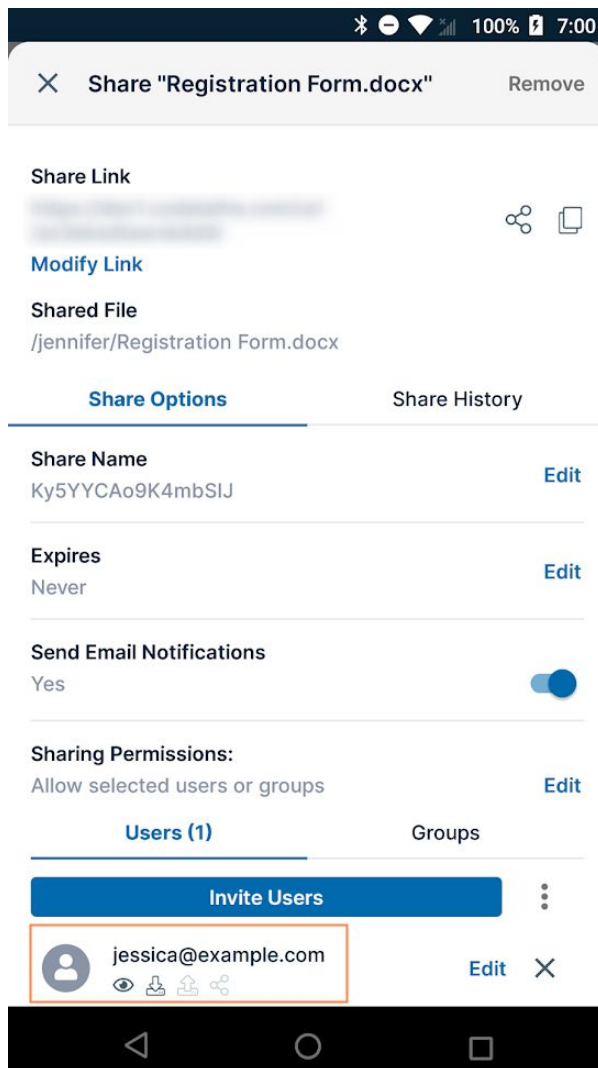 100% 7:00
Share "Registration Form.docx" Remove
Share Link
Modify Link
Shared File
/jennifer/Registration Form.docx
Share Options Share History
Share Name
Ky5YYCAo9K4mbSIJ Edit
Expires
Never Edit
Send Email Notifications
Yes
Sharing Permissions:
Allow selected users or groups Edit
Users (1) Groups
Invite Users
jessica@example.com Edit